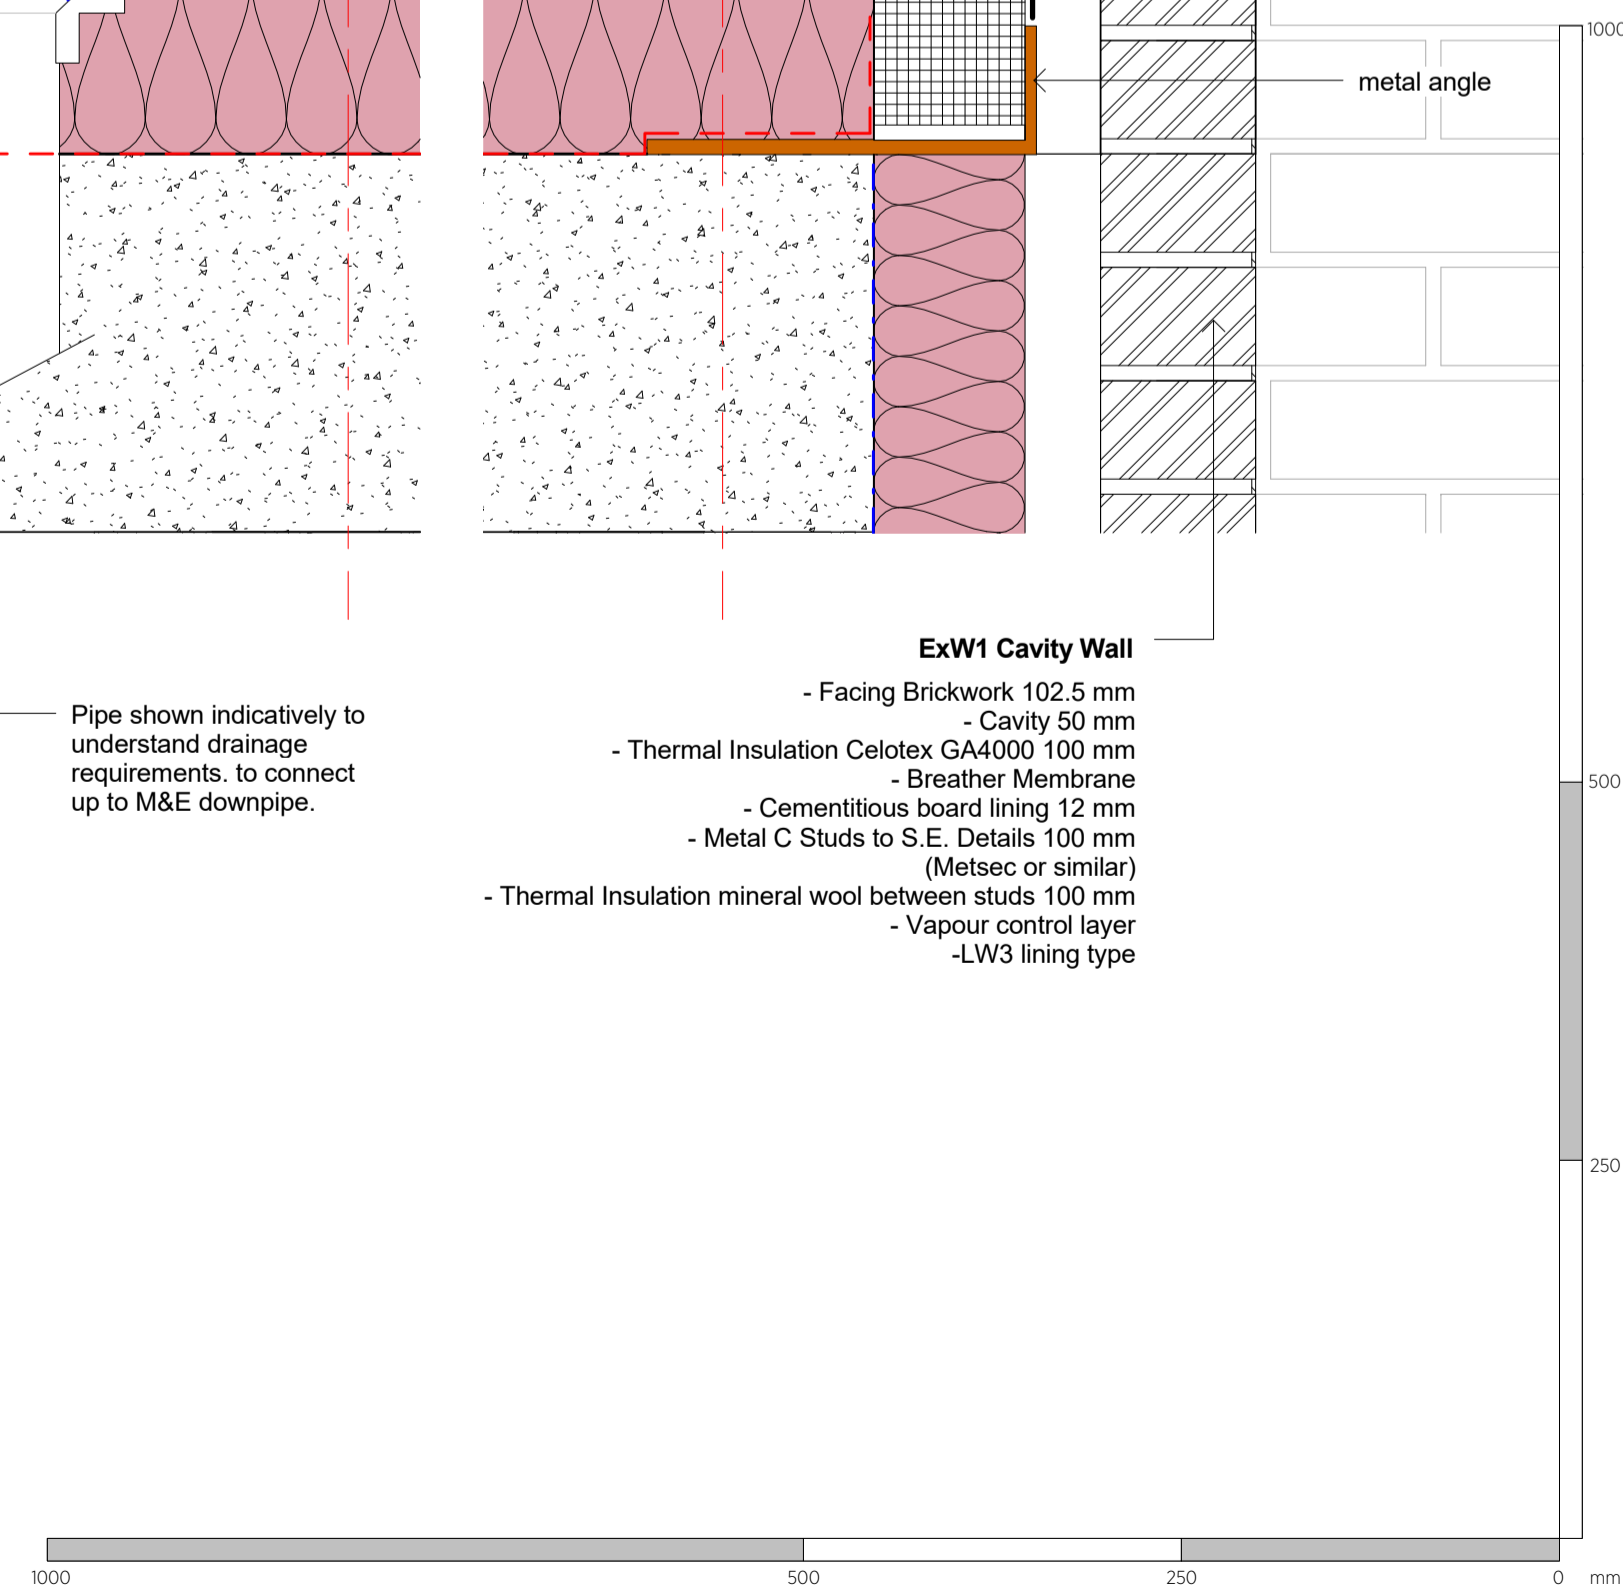 1000
metal angle
ExW1 Cavity Wall
- Facing Brickwork 102.5 mm
- Cavity 50 mm
- Thermal Insulation Celotex GA4000 100 mm
- Breather Membrane
- Cementitious board lining 12 mm
- Metal C Studs to S.E. Details 100 mm
(Metsec or similar)
- Thermal Insulation mineral wool between studs 100 mm
- Vapour control layer
-LW3 lining type
Pipe shown indicatively to
understand drainage
requirements. to connect
up to M&E downpipe.
500
250
1000 500 250 0 mm